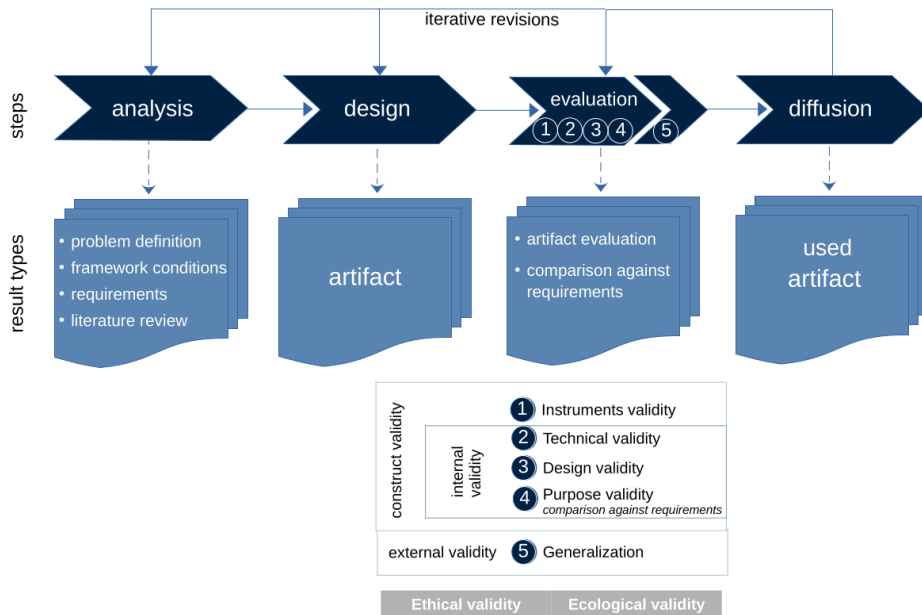 iterative revisions
steps
analysis
design
evaluation
1 2 3 4 5
diffusion
result types
• problem definition
• framework conditions
• requirements
• literature review
artifact
• artifact evaluation
• comparison against
requirements
used
artifact
construct validity
1 Instruments validity
internal
validity
2 Technical validity
3 Design validity
4 Purpose validity
comparison against requirements
external validity
5 Generalization
Ethical validity
Ecological validity